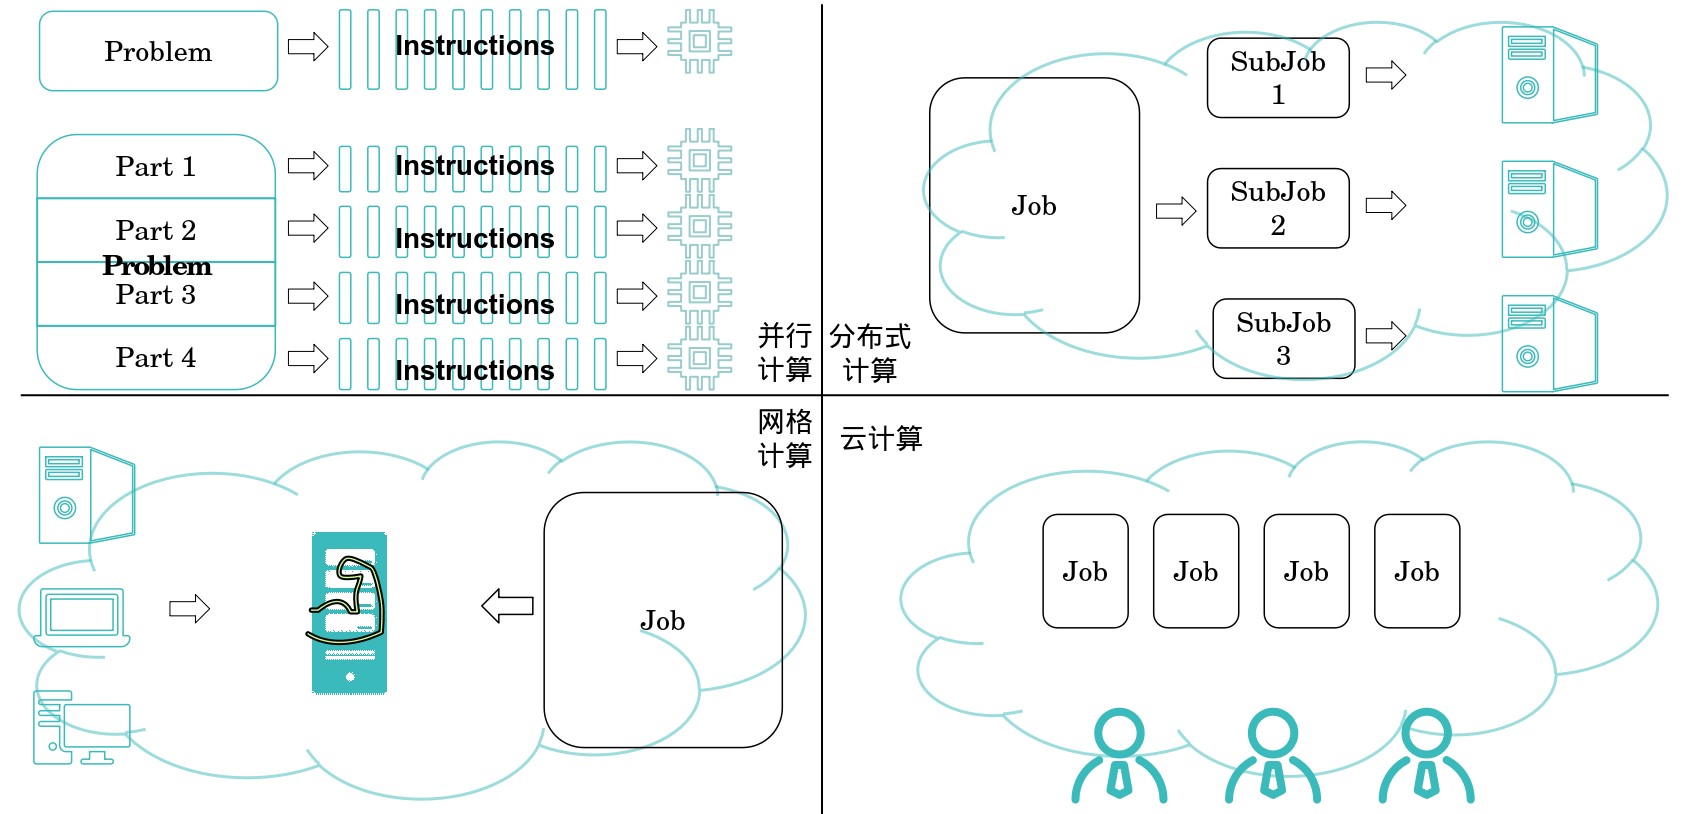 Problem
Instructions
Part 1
Instructions
Part 2
Instructions
Problem
Part 3
Instructions
Part 4
Instructions
并行
计算
SubJob
1
Job
SubJob
2
SubJob
3
分布式
计算
网格
计算
Job
云计算
Job
Job
Job
Job